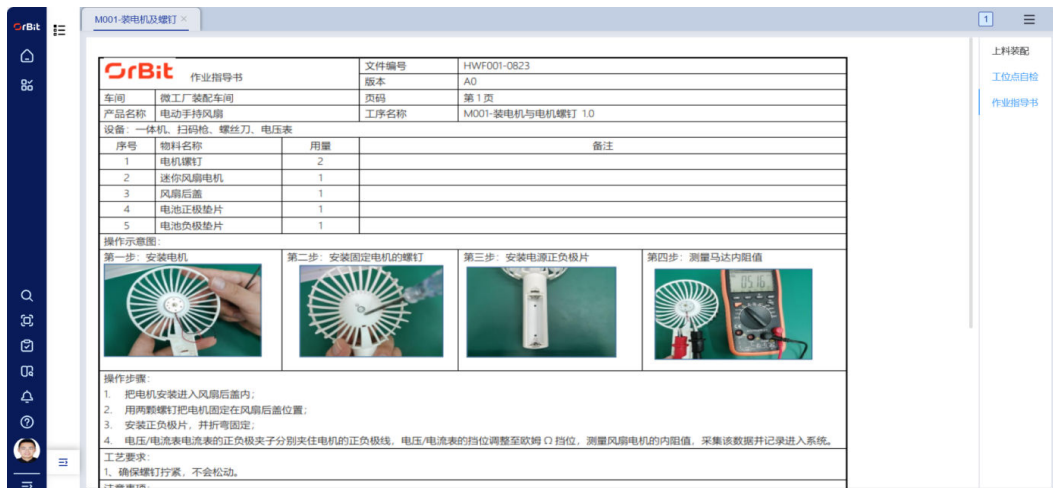 OrBit
M001-装电机及螺钉 ×
1
上料装配
工位点自检
作业指导书
OrBit 作业指导书 文件编号 HWF001-0823
版本 A0
车间 微工厂装配车间 页码 第 1 页
产品名称 电动手持风扇 工序名称 M001-装电机与电机螺钉 1.0
设备：一体机、扫码枪、螺丝刀、电压表
序号 物料名称 用量 备注
1 电机镙钉 2
2 迷你风扇电机 1
3 风扇后盖 1
4 电池正极垫片 1
5 电池负极垫片 1
操作示意图:
第一步：安装电机 第二步：安装固定电机的螺钉 第三步：安装电源正负极片 第四步：测量马达内阻值
操作步骤:
1. 把电机安装进入风扇后盖内;
2. 用两颗螺钉把电机固定在风扇后盖位置;
3. 安装正负极片，并折弯固定;
4. 电压/电流表电流表的正负极夹子分别夹住电机的正负极线，电压/电流表的挡位调整至欧姆 Ω 挡位，测量风扇电机的内阻值，采集该数据并记录进入系统。
工艺要求:
1、确保螺钉拧紧，不会松动。
注意事项: